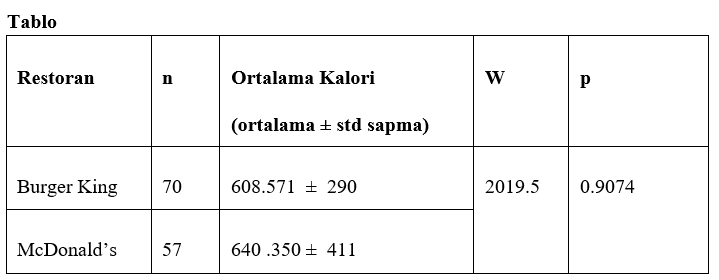 Tablo
Restoran n Ortalama Kalori W p
(ortalama ± std sapma)
Burger King 70 608.571 ± 290 2019.5 0.9074
McDonald’s 57 640 .350 ± 411